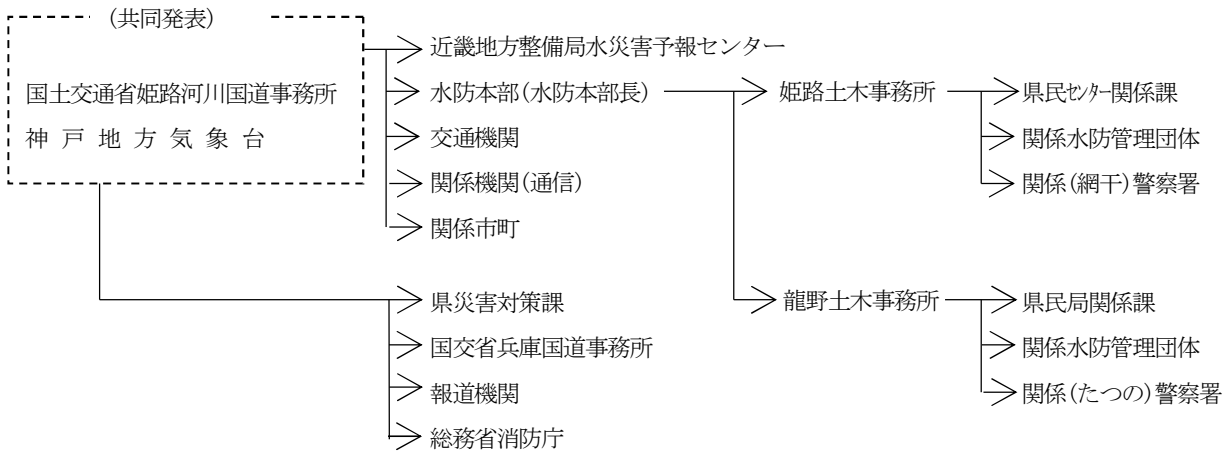 (共同発表)
国土交通省姫路河川国道事務所
神戸地方気象台
近畿地方整備局水災害予報センター
水防本部(水防本部長)
交通機関
関係機関(通信)
関係市町
姫路土木事務所
県民センター関係課
関係水防管理団体
関係(網干)警察署
県災害対策課
国交省兵庫国道事務所
報道機関
総務省消防庁
龍野土木事務所
県民局関係課
関係水防管理団体
関係(たつの)警察署